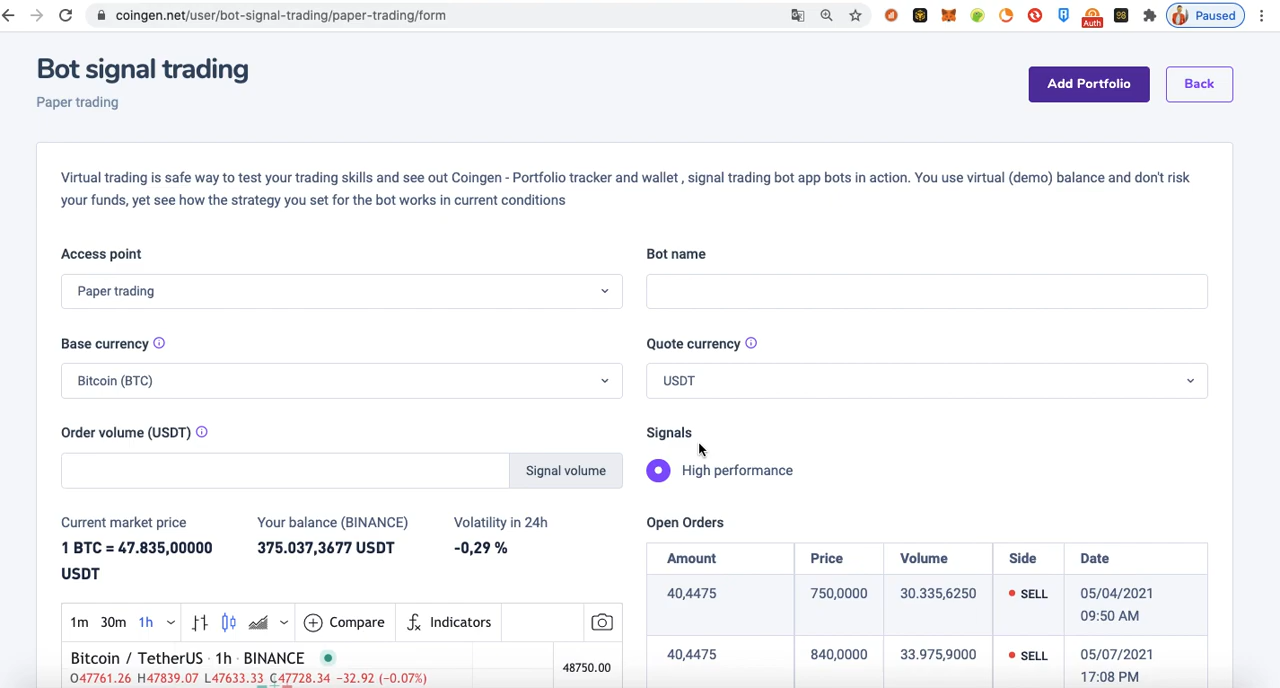 coingen.net/user/bot-signal-trading/paper-trading/form
Auth
Paused
Bot signal trading
Paper trading
Add Portfolio
Back
Virtual trading is safe way to test your trading skills and see out Coingen - Portfolio tracker and wallet , signal trading bot app bots in action. You use virtual (demo) balance and don't risk
your funds, yet see how the strategy you set for the bot works in current conditions
Access point
Bot name
Paper trading
Base currency
Quote currency
Bitcoin (BTC)
USDT
Order volume (USDT)
Signals
Signal volume
High performance
Current market price
Your balance (BINANCE)
Volatility in 24h
1 BTC = 47.835,00000
USDT
375.037,3677 USDT
-0,29 %
Open Orders
Amount Price Volume Side Date
40,4475 750,0000 30.335,6250 SELL 05/04/2021
09:50 AM
40,4475 840,0000 33.975,9000 SELL 05/07/2021
17:08 PM
1m 30m 1h Compare Indicators
Bitcoin / TetherUS · 1h · BINANCE
48750.00
O47761.26 H47839.07 L47633.33 C47728.34 −32.92 (−0.07%)